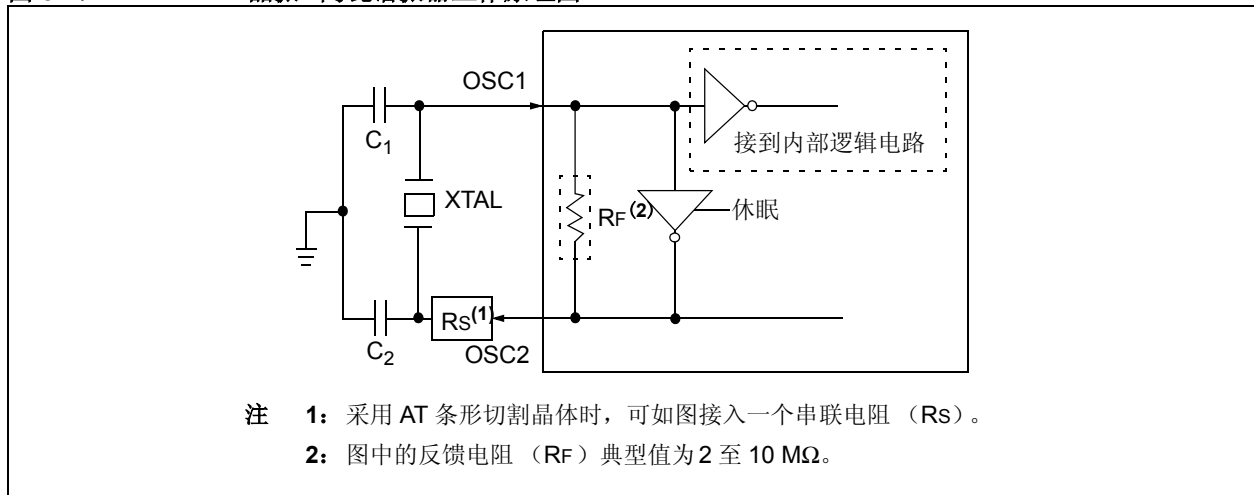 OSC1
C1
接到内部逻辑电路
XTAL
RF(2)
休眠
RS(1)
C2
OSC2
注 1: 采用 AT 条形切割晶体时，可如图接入一个串联电阻 （RS）。
2: 图中的反馈电阻 （RF）典型值为 2 至 10 MΩ。